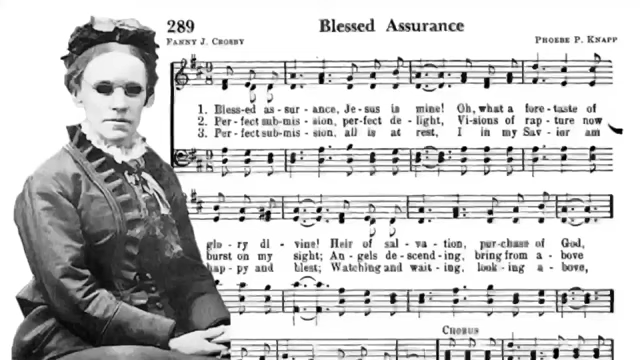 289 Blessed Assurance
FANNY J. CROSBY PHOEBE P. KNAPP
1. Bless-ed as - sur - ance, Je-sus is mine! Oh, what a fore-taste of
2. Per-fect sub-mis - sion, per-fect de - light, Vi-sions of rap - ture now
3. Per-fect sub-mis - sion, all is at rest, I in my Sav - ior am
glo - ry di - vine! Heir of sal - va - tion, pur-chase of God,
burst on my sight; An-gels de-scend-ing, bring from a - bove
hap-py and blest; Watching and wait-ing, look-ing a - bove,
CHORUS